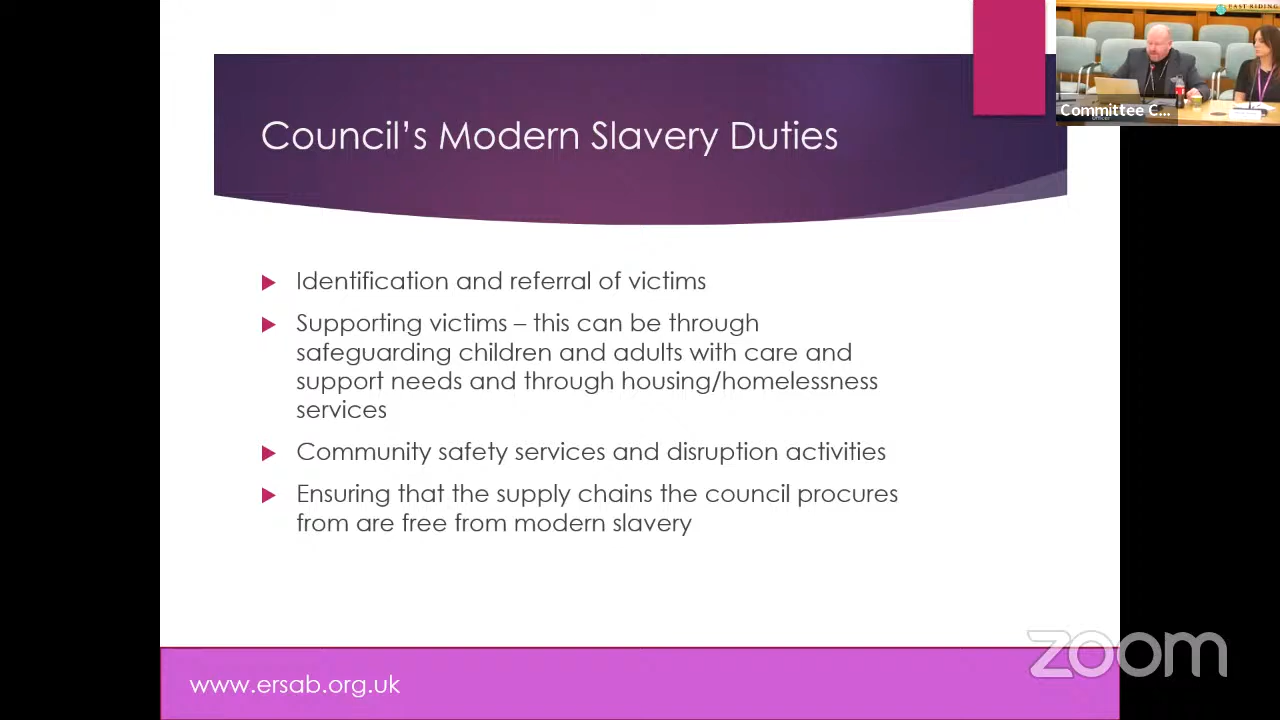 EAST RIDING
Committee C...
Council's Modern Slavery Duties
Identification and referral of victims
Supporting victims – this can be through
safeguarding children and adults with care and
support needs and through housing/homelessness
services
Community safety services and disruption activities
Ensuring that the supply chains the council procures
from are free from modern slavery
zoom
www.ersab.org.uk